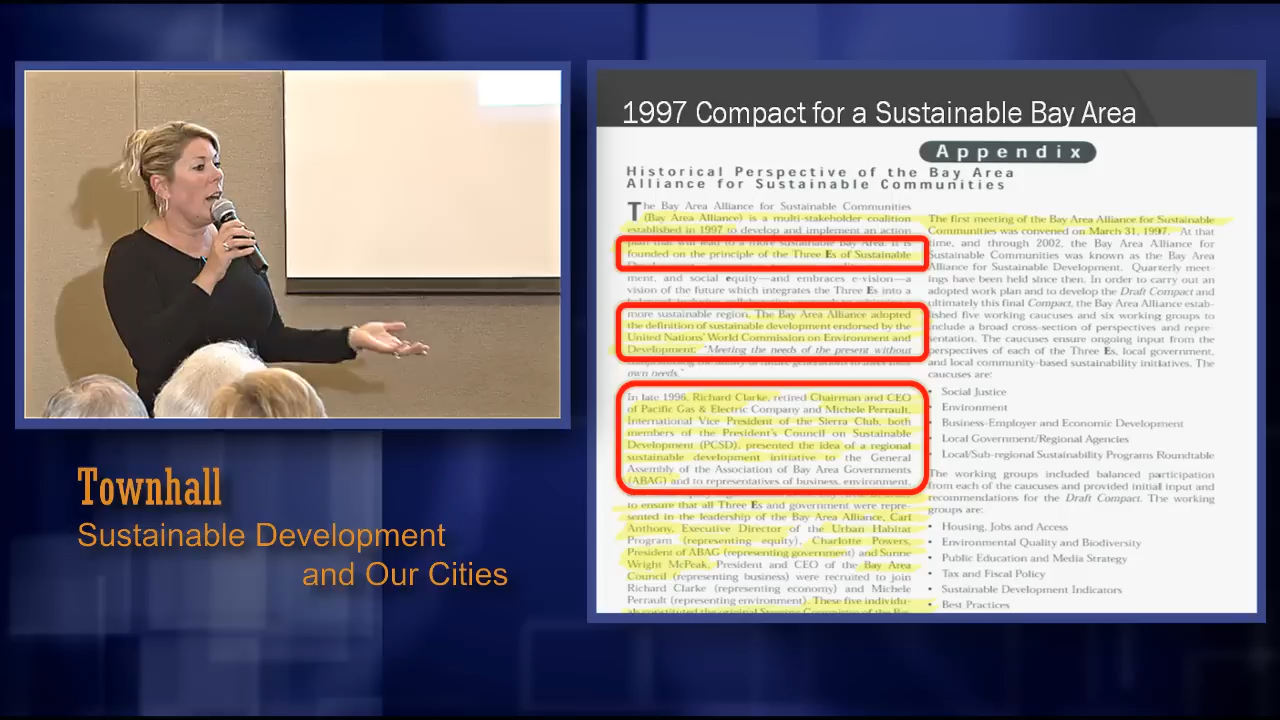 1997 Compact for a Sustainable Bay Area
Appendix
Historical Perspective of the Bay Area
Alliance for Sustainable Communities
The Bay Area Alliance for Sustainable Communities
(Bay Area Alliance) is a multi-stakeholder coalition
established in 1997 to develop and implement an action
plan that will lead to a more sustainable Bay Area. It is
founded on the principle of the Three Es of Sustainable
ment, and social equity—and embraces e-vision—a
vision of the future which integrates the Three Es into a
more sustainable region. The Bay Area Alliance adopted
the definition of sustainable development endorsed by the
United Nations' World Commission on Environment and
Development: "Meeting the needs of the present without
own needs."
In late 1996, Richard Clarke, retired Chairman and CEO
of Pacific Gas & Electric Company and Michele Perrault,
International Vice President of the Sierra Club, both
members of the President's Council on Sustainable
Development (PCSD), presented the idea of a regional
sustainable development initiative to the General
Assembly of the Association of Bay Area Governments
(ABAG) and to representatives of business, environment,
to ensure that all Three Es and government were repre-
sented in the leadership of the Bay Area Alliance, Carl
Anthony, Executive Director of the Urban Habitat
Program (representing equity), Charlotte Powers,
President of ABAG (representing government) and Sunne
Wright McPeak, President and CEO of the Bay Area
Council (representing business) were recruited to join
Richard Clarke (representing economy) and Michele
Perrault (representing environment). These five individu-
als constituted the original Steering Committee of the Bay
The first meeting of the Bay Area Alliance for Sustainable
Communities was convened on March 31, 1997. At that
time, and through 2002, the Bay Area Alliance for
Sustainable Communities was known as the Bay Area
Alliance for Sustainable Development. Quarterly meet-
ings have been held since then. In order to carry out an
adopted work plan and to develop the Draft Compact and
ultimately this final Compact, the Bay Area Alliance estab-
lished five working caucuses and six working groups to
include a broad cross-section of perspectives and repre-
sentation. The caucuses ensure ongoing input from the
perspectives of each of the Three Es, local government,
and local community-based sustainability initiatives. The
caucuses are:
• Social Justice
• Environment
• Business-Employer and Economic Development
• Local Government/Regional Agencies
• Local/Sub-regional Sustainability Programs Roundtable
The working groups included balanced participation
from each of the caucuses and provided initial input and
recommendations for the Draft Compact. The working
groups are:
• Housing, Jobs and Access
• Environmental Quality and Biodiversity
• Public Education and Media Strategy
• Tax and Fiscal Policy
• Sustainable Development Indicators
• Best Practices
Townhall
Sustainable Development
and Our Cities